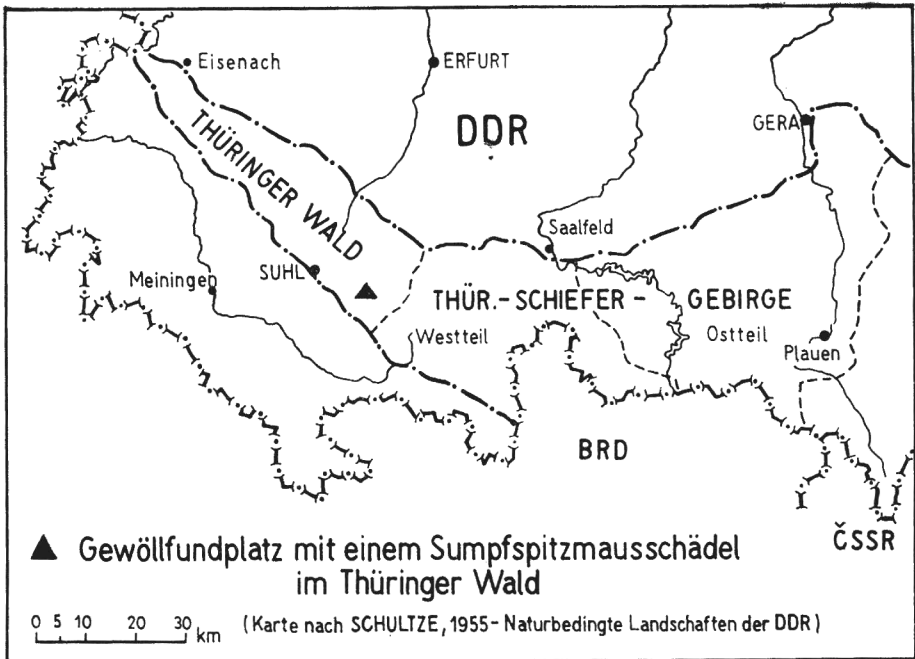 Eisenach
ERFURT
DDR
GERA
THÜRINGER WALD
Saalfeld
Meiningen
SUHL
THÜR.-SCHIEFER-GEBIRGE
Westteil
Ostteil
Plauen
BRD
ČSSR
▲ Gewöllfundplatz mit einem Sumpfspitzmausschädel
im Thüringer Wald
0 5 10 20 30 km
(Karte nach SCHULTZE, 1955 - Naturbedingte Landschaften der DDR)